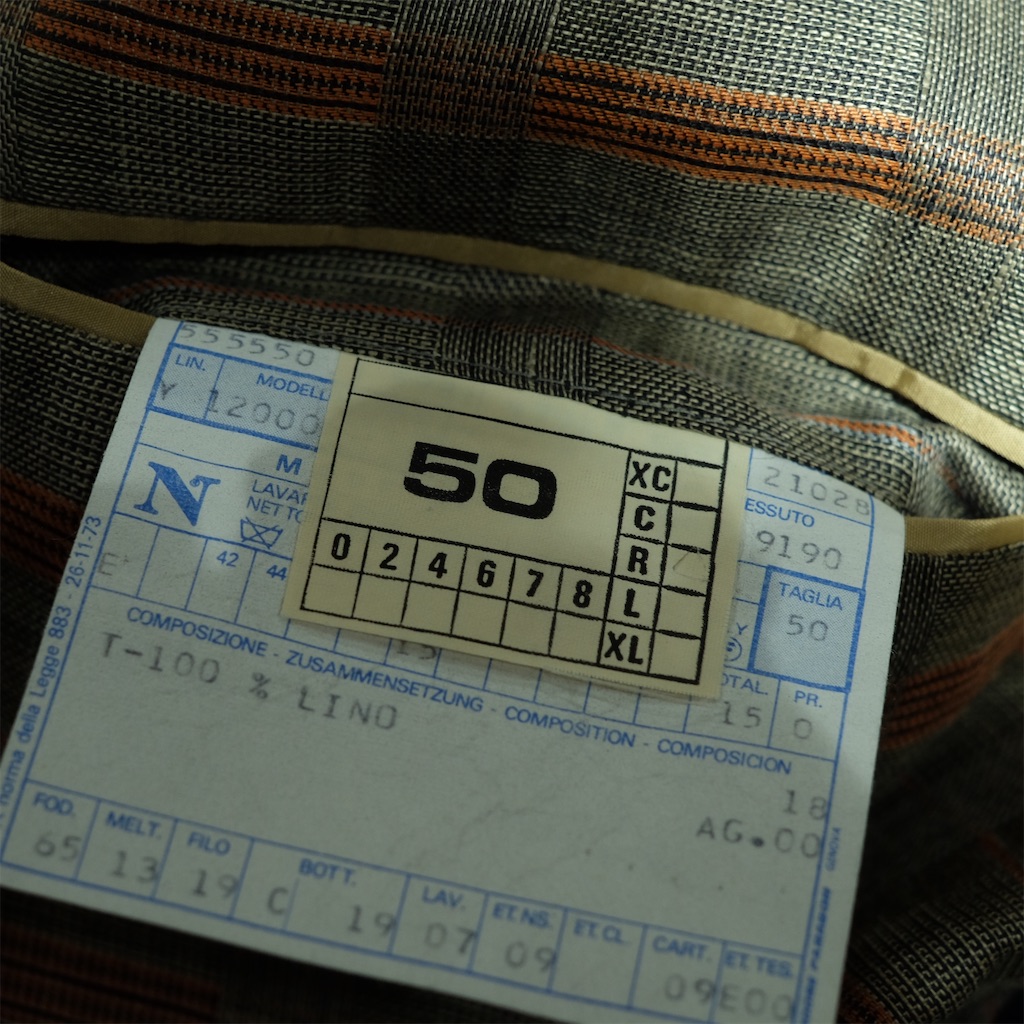 555550
LIN. MODELL
Y 12000
21028
ESSUTO
9190
N
M
LAVAR
NET TO
42 44
50
XC
C
R
L
XL
0 2 4 6 7 8
TAGLIA
50
15
OTAL. PR.
15 0
COMPOSIZIONE - ZUSAMMENSETZUNG - COMPOSITION - COMPOSICION
T-100 % LINO
18
AG.00
FOD. MELT. FILO BOTT. LAV. ET.NS. ET.CL. CART. ET.TES.
65 13 19 C 19 07 09 09E00
norma della Legge 883 - 26-11-73